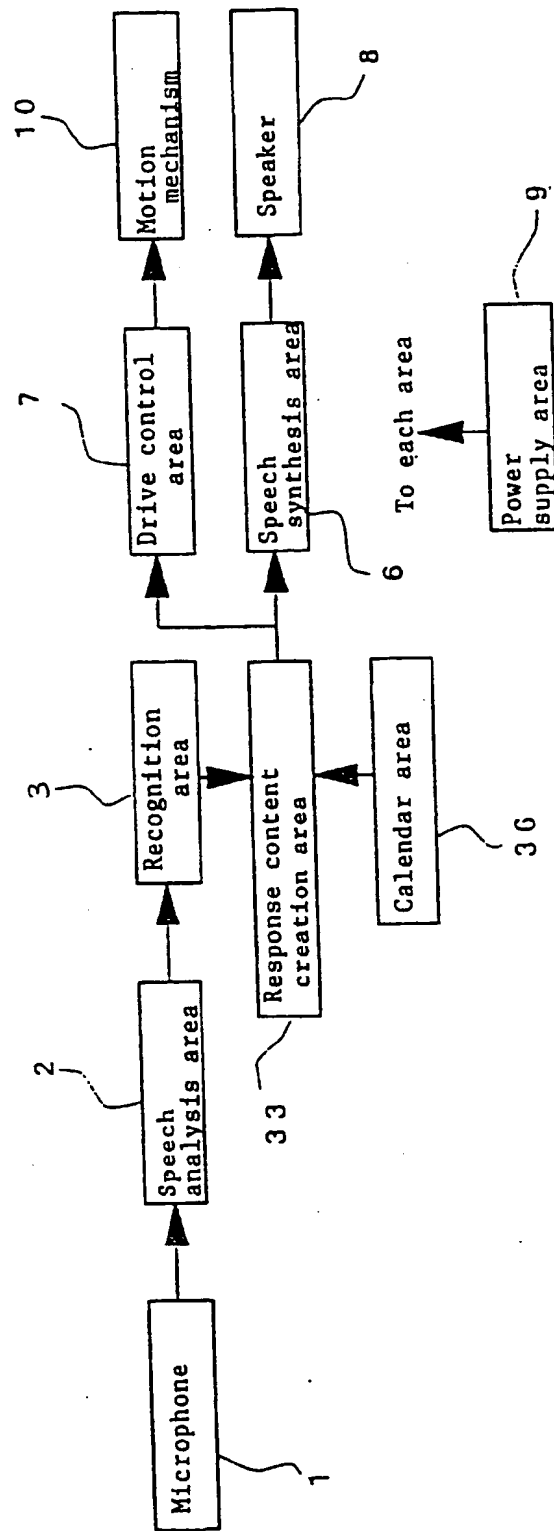 1
Microphone
2
Speech
analysis area
3
Recognition
area
33
Response content
creation area
36
Calendar area
7
Drive control
area
10
Motion
mechanism
6
Speech
synthesis area
8
Speaker
To each area
9
Power
supply area